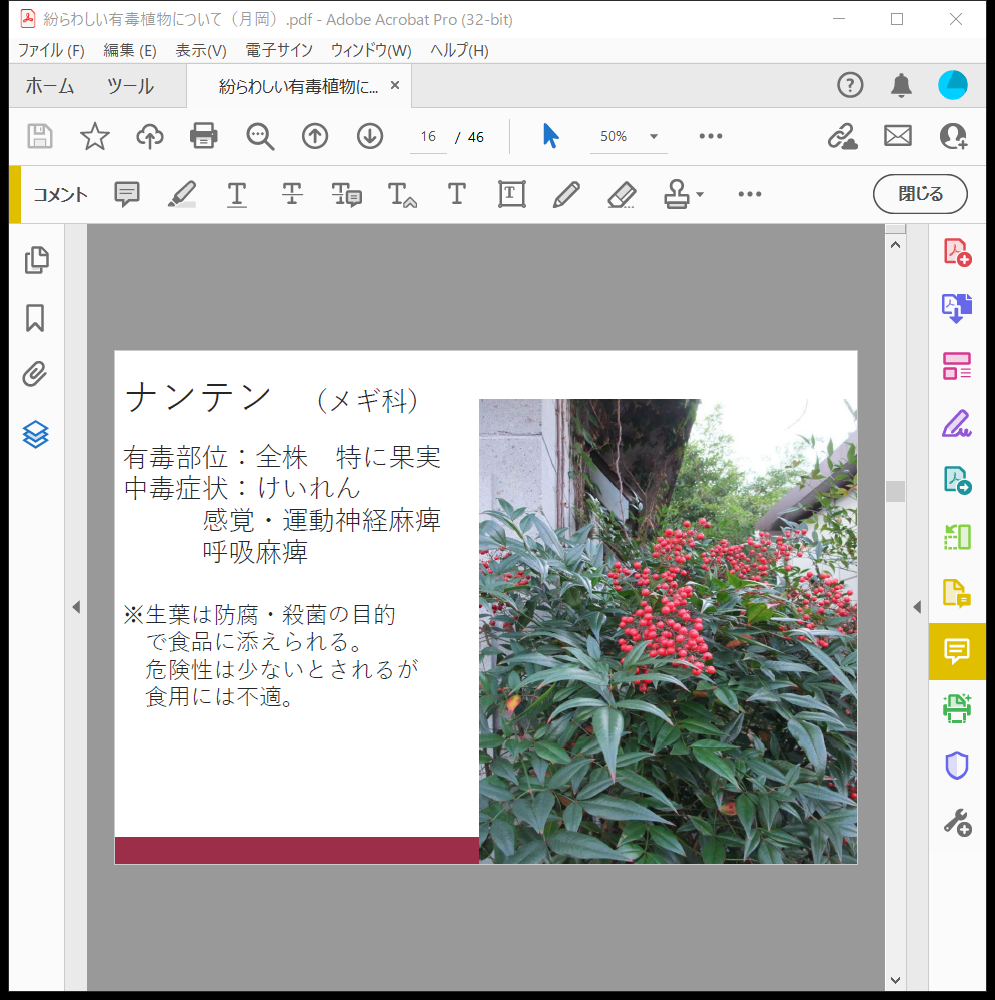 紛らわしい有毒植物について（月岡）.pdf - Adobe Acrobat Pro (32-bit)
ファイル (F) 編集 (E) 表示(V) 電子サイン ウィンドウ(W) ヘルプ(H)
ホーム ツール 紛らわしい有毒植物に... ×
16 / 46 50%
コメント 閉じる
ナンテン （メギ科）
有毒部位：全株 特に果実
中毒症状：けいれん
感覚・運動神経麻痺
呼吸麻痺
※生葉は防腐・殺菌の目的
で食品に添えられる。
危険性は少ないとされるが
食用には不適。